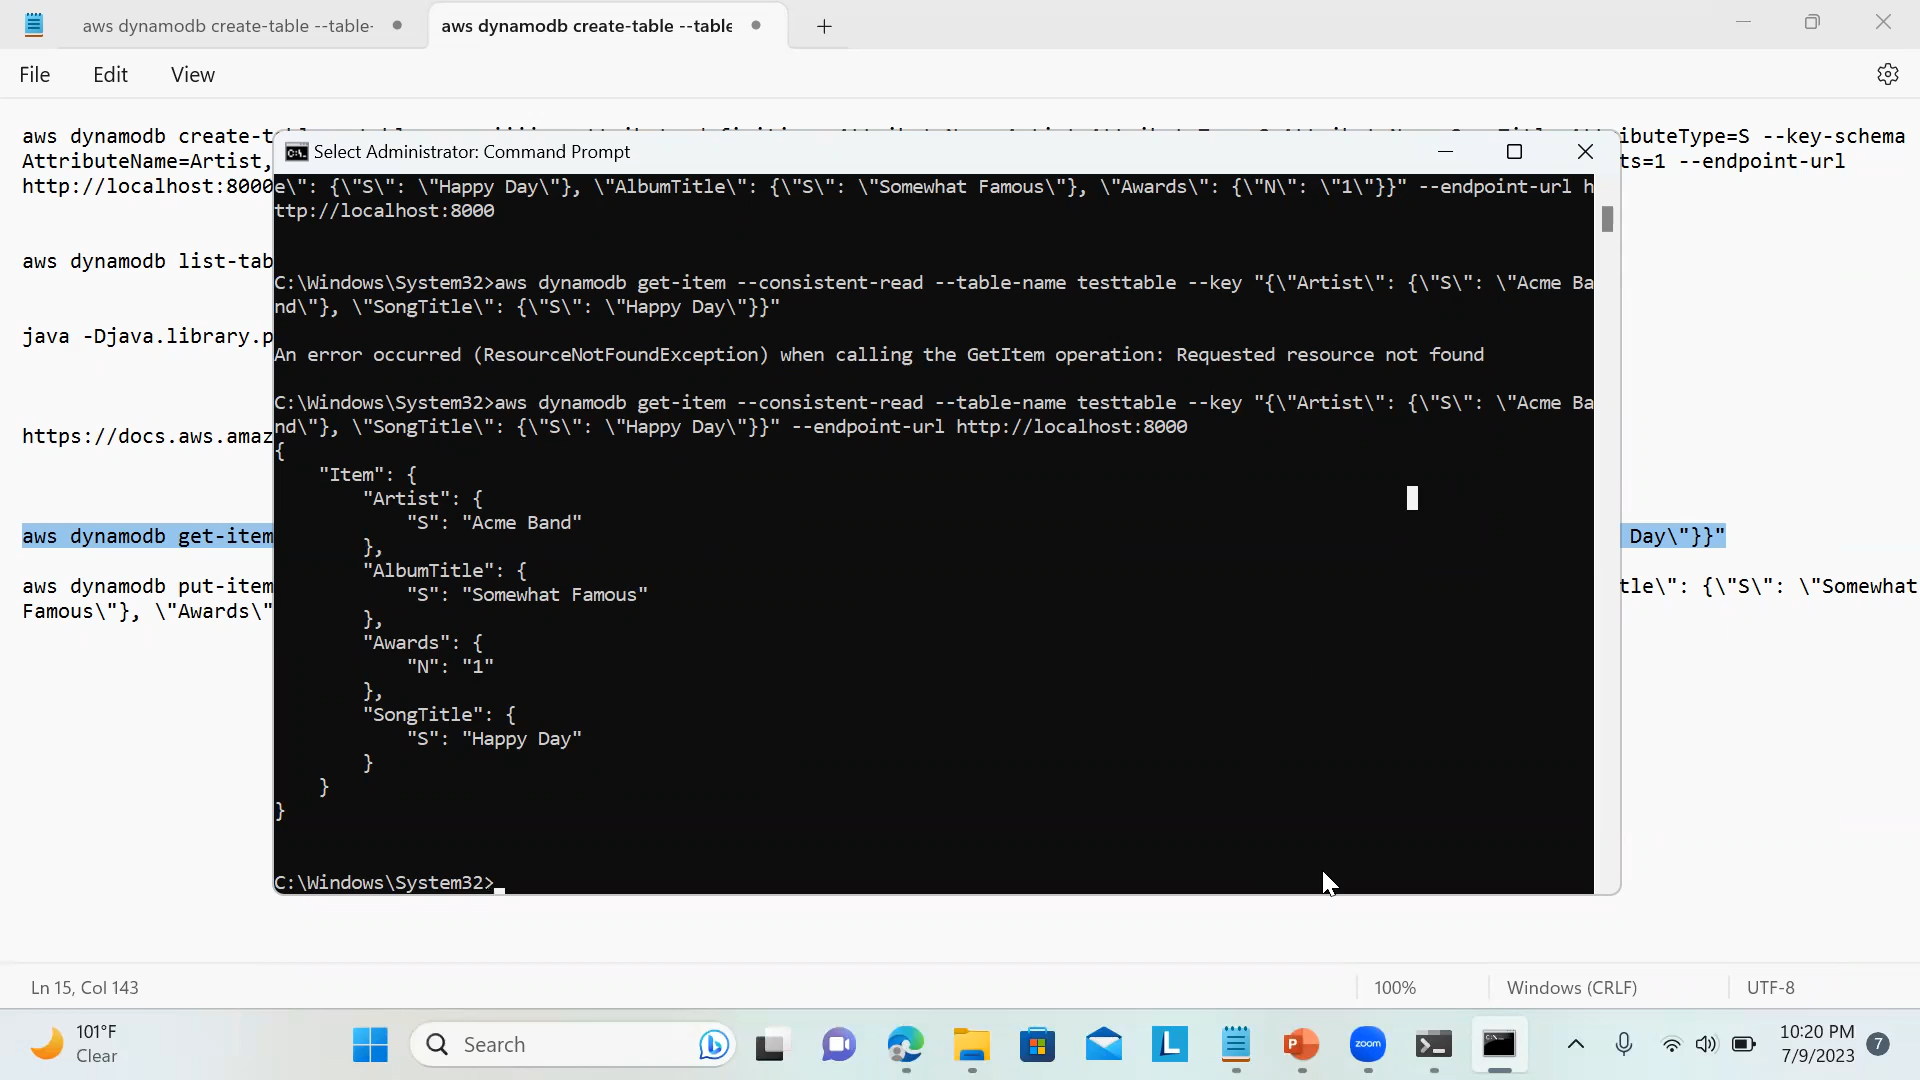 aws dynamodb create-table --table-
aws dynamodb create-table --table
File
Edit
View
aws dynamodb create-t
ibuteType=S --key-schema
AttributeName=Artist,
ts=1 --endpoint-url
http://localhost:8000
aws dynamodb list-tab
java -Djava.library.p
https://docs.aws.amaz
aws dynamodb get-item
Day\"}}"
aws dynamodb put-item
tle\": {\"S\": \"Somewhat
Famous\"}, \"Awards\"
Select Administrator: Command Prompt
e\": {\"S\": \"Happy Day\"}, \"AlbumTitle\": {\"S\": \"Somewhat Famous\"}, \"Awards\": {\"N\": \"1\"}}" --endpoint-url h
ttp://localhost:8000
C:\Windows\System32>aws dynamodb get-item --consistent-read --table-name testtable --key "{\"Artist\": {\"S\": \"Acme Ba
nd\"}, \"SongTitle\": {\"S\": \"Happy Day\"}}"
An error occurred (ResourceNotFoundException) when calling the GetItem operation: Requested resource not found
C:\Windows\System32>aws dynamodb get-item --consistent-read --table-name testtable --key "{\"Artist\": {\"S\": \"Acme Ba
nd\"}, \"SongTitle\": {\"S\": \"Happy Day\"}}" --endpoint-url http://localhost:8000
{
"Item": {
"Artist": {
"S": "Acme Band"
},
"AlbumTitle": {
"S": "Somewhat Famous"
},
"Awards": {
"N": "1"
},
"SongTitle": {
"S": "Happy Day"
}
}
}
C:\Windows\System32>
Ln 15, Col 143
100%
Windows (CRLF)
UTF-8
101°F
Clear
Search
L
P
zoom
10:20 PM
7/9/2023
7